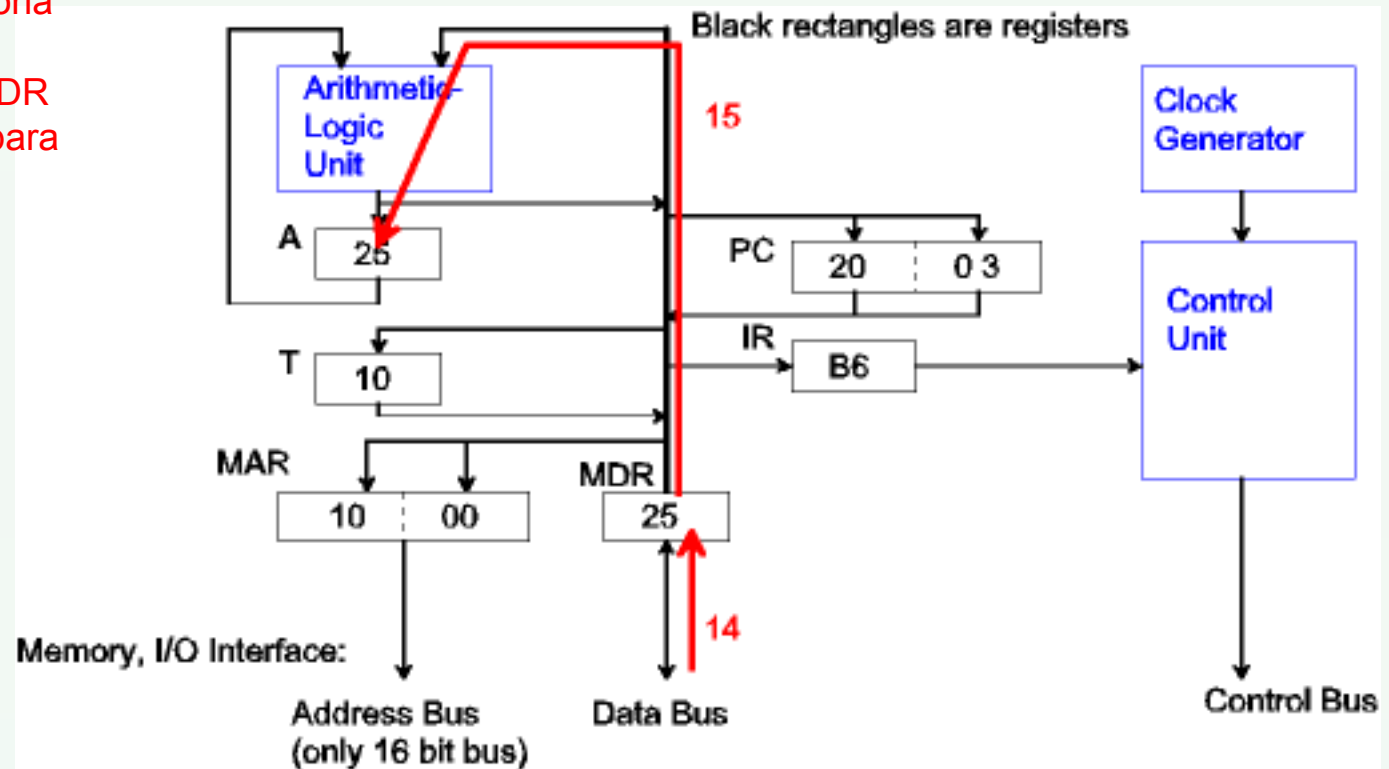 Black rectangles are registers
DR
para
Arithmetic-
Logic
Unit
15
Clock
Generator
A
25
PC
20
0 3
Control
Unit
T
10
IR
B6
MAR
10
00
MDR
25
14
Memory, I/O Interface:
Address Bus
(only 16 bit bus)
Data Bus
Control Bus